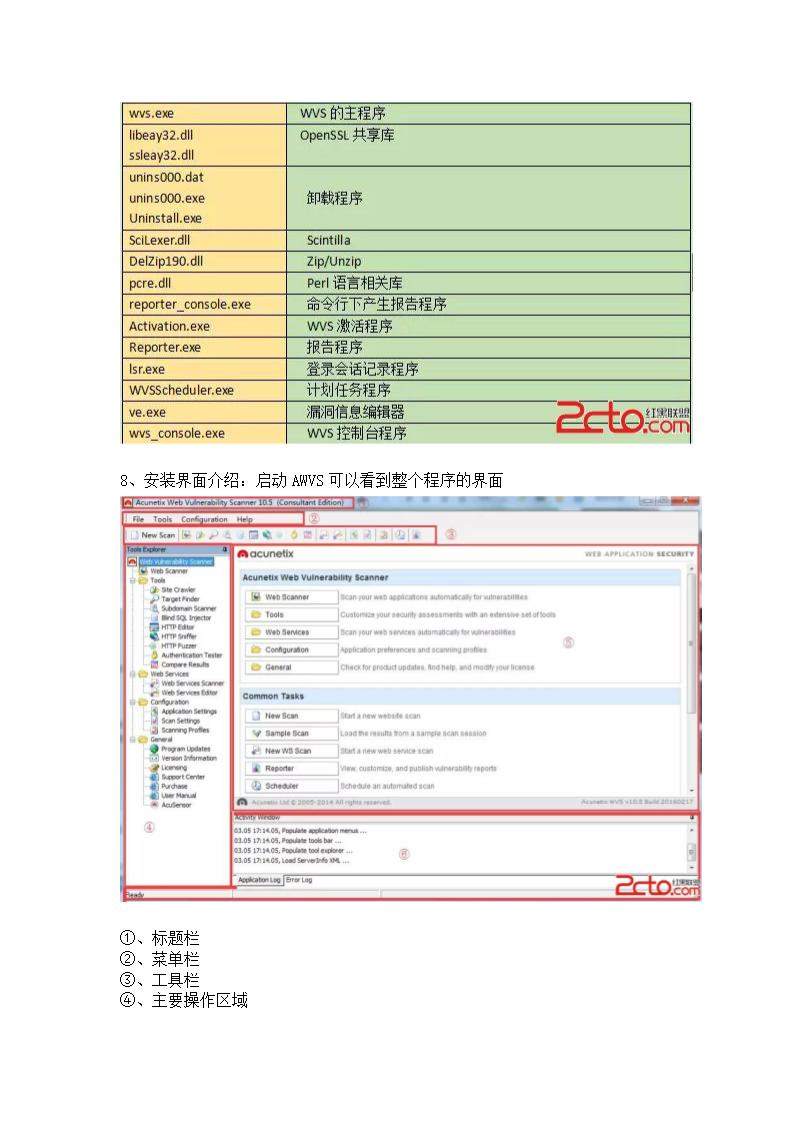 wvs.exe WVS 的主程序
libeay32.dll OpenSSL 共享库
ssleay32.dll
unins000.dat
unins000.exe 卸载程序
Uninstall.exe
SciLexer.dll Scintilla
DelZip190.dll Zip/Unzip
pcre.dll Perl 语言相关库
reporter_console.exe 命令行下产生报告程序
Activation.exe WVS 激活程序
Reporter.exe 报告程序
lsr.exe 登录会话记录程序
WVSScheduler.exe 计划任务程序
ve.exe 漏洞信息编辑器
wvs_console.exe WVS 控制台程序
2cto.com 红黑联盟
8、安装界面介绍：启动 AWVS 可以看到整个程序的界面
Acunetix Web Vulnerability Scanner 10.5 (Consultant Edition) ①
File Tools Configuration Help ②
New Scan ③
Tools Explorer
Web Vulnerability Scanner
Web Scanner
Tools
Site Crawler
Target Finder
Subdomain Scanner
Blind SQL Injector
HTTP Editor
HTTP Sniffer
HTTP Fuzzer
Authentication Tester
Compare Results
Web Services
Web Services Scanner
Web Services Editor
Configuration
Application Settings
Scan Settings
Scanning Profiles
General
Program Updates
Version Information
Licensing
Support Center
Purchase
User Manual
AcuSensor
④
acunetix WEB APPLICATION SECURITY
Acunetix Web Vulnerability Scanner
Web Scanner Scan your web applications automatically for vulnerabilities
Tools Customize your security assessments with an extensive set of tools
Web Services Scan your web services automatically for vulnerabilities
⑤
Configuration Application preferences and scanning profiles
General Check for product updates, find help, and modify your license
Common Tasks
New Scan Start a new website scan
Sample Scan Load the results from a sample scan session
New WS Scan Start a new web service scan
Reporter View, customize, and publish vulnerability reports
Scheduler Schedule an automated scan
Acunetix Ltd © 2005-2014 All rights reserved. Acunetix WVS v10.5 Build 20160217
Activity Window
03.05 17:14.05, Populate application menus ...
03.05 17:14.05, Populate tools bar ...
03.05 17:14.05, Populate tool explorer ...
03.05 17:14.05, Load ServerInfo XML ...
⑥
Application Log Error Log
Ready
2cto.com 红黑联盟
①、标题栏
②、菜单栏
③、工具栏
④、主要操作区域